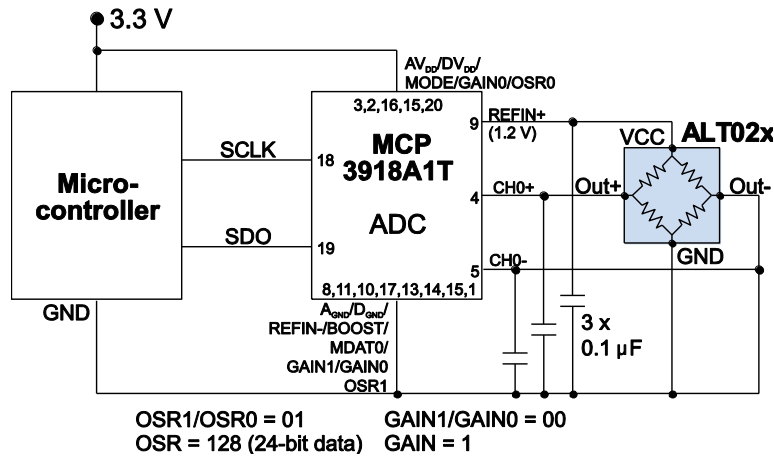 3.3 V
AV_DD/DV_DD/
MODE/GAIN0/OSR0
3,2,16,15,20
MCP
3918A1T
ADC
Micro-
controller
SCLK
18
SDO
19
9
REFIN+
(1.2 V)
4
CH0+
5
CH0-
VCC
ALT02x
Out+
Out-
GND
8,11,10,17,13,14,15,1
GND
A_GND/D_GND/
REFIN-/BOOST/
MDAT0/
GAIN1/GAIN0
OSR1
3 x
0.1 µF
OSR1/OSR0 = 01
OSR = 128 (24-bit data)
GAIN1/GAIN0 = 00
GAIN = 1